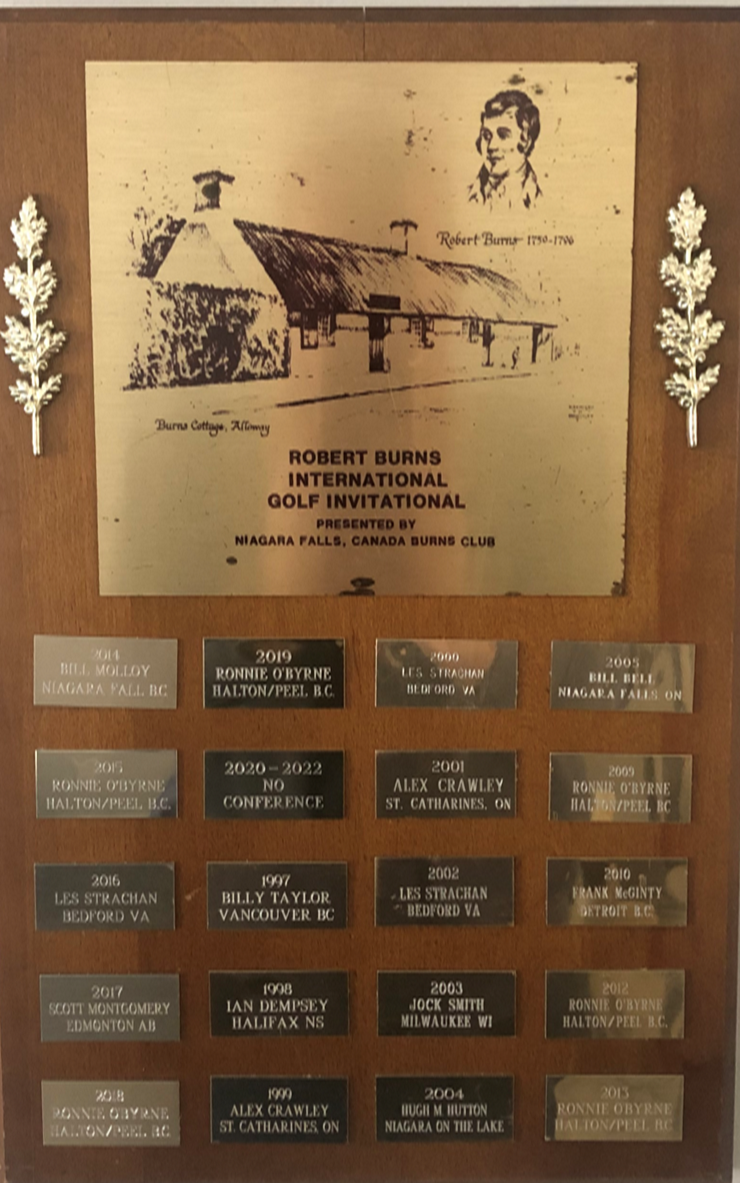 Robert Burns 1759-1796
Burns Cottage, Alloway
ROBERT BURNS
INTERNATIONAL
GOLF INVITATIONAL
PRESENTED BY
NIAGARA FALLS, CANADA BURNS CLUB
2014
BILL MOLLOY
NIAGARA FALL BC
2019
RONNIE O'BYRNE
HALTON/PEEL B.C.
2000
LES STRACHAN
BEDFORD VA
2005
BILL BELL
NIAGARA FALLS ON
2015
RONNIE O'BYRNE
HALTON/PEEL B.C.
2020-2022
NO
CONFERENCE
2001
ALEX CRAWLEY
ST. CATHARINES, ON
2009
RONNIE O'BYRNE
HALTON/PEEL BC
2016
LES STRACHAN
BEDFORD VA
1997
BILLY TAYLOR
VANCOUVER BC
2002
LES STRACHAN
BEDFORD VA
2010
FRANK McGINTY
DETROIT B.C.
2017
SCOTT MONTGOMERY
EDMONTON AB
1998
IAN DEMPSEY
HALIFAX NS
2003
JOCK SMITH
MILWAUKEE WI
2012
RONNIE O'BYRNE
HALTON/PEEL B.C.
2018
RONNIE O'BYRNE
HALTON/PEEL BC
1999
ALEX CRAWLEY
ST. CATHARINES, ON
2004
HUGH M HUTTON
NIAGARA ON THE LAKE
2013
RONNIE O'BYRNE
HALTON/PEEL BC